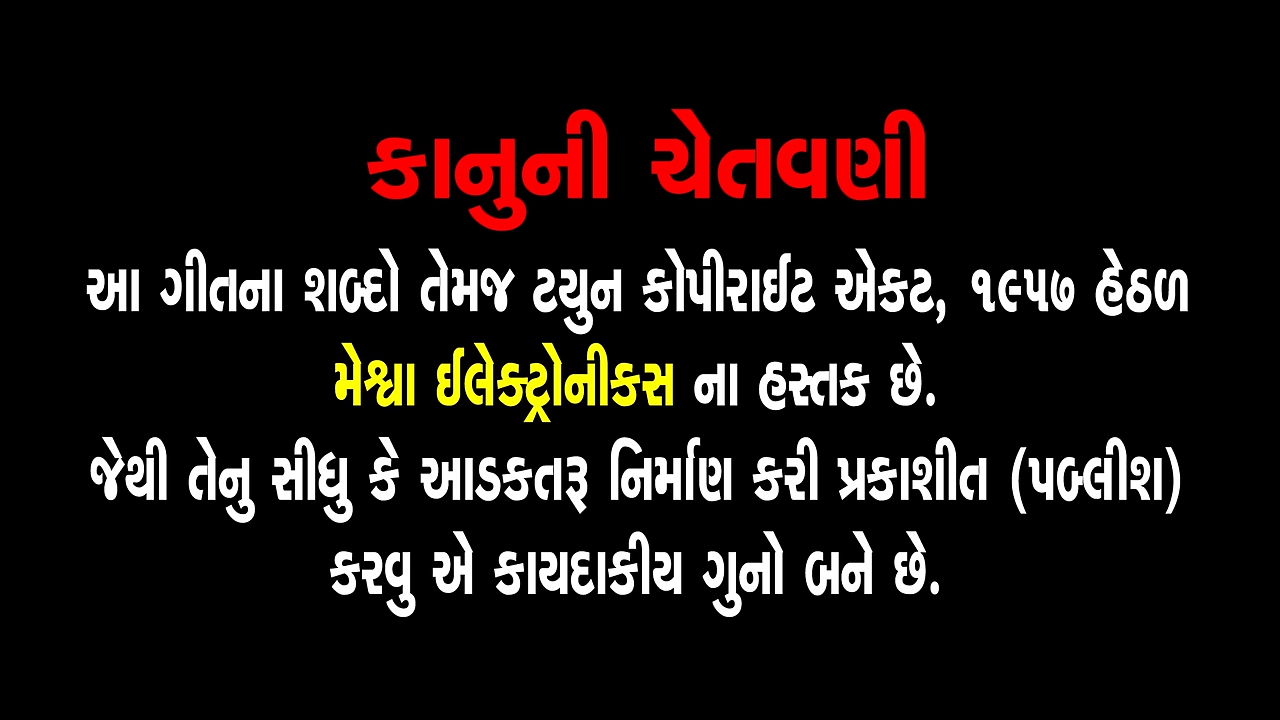 કાનુની ચેતવણી
આ ગીતના શબ્દો તેમજ ટયુન કોપીરાઈટ એકટ, ૧૯૫૭ હેઠળ
મેશ્વા ઈલેક્ટ્રોનીકસ ના હસ્તક છે.
જેથી તેનુ સીધુ કે આડકતરૂ નિર્માણ કરી પ્રકાશીત (પબ્લીશ)
કરવુ એ કાયદાકીય ગુનો બને છે.